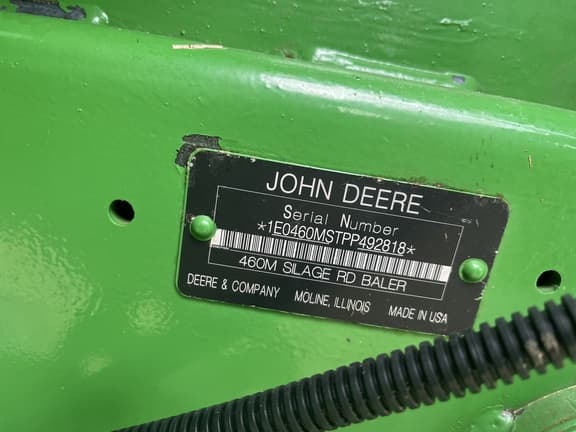 JOHN DEERE
Serial Number
*1E0460MSTPP492818*
460M SILAGE RD BALER
DEERE & COMPANY MOLINE, ILLINOIS MADE IN USA